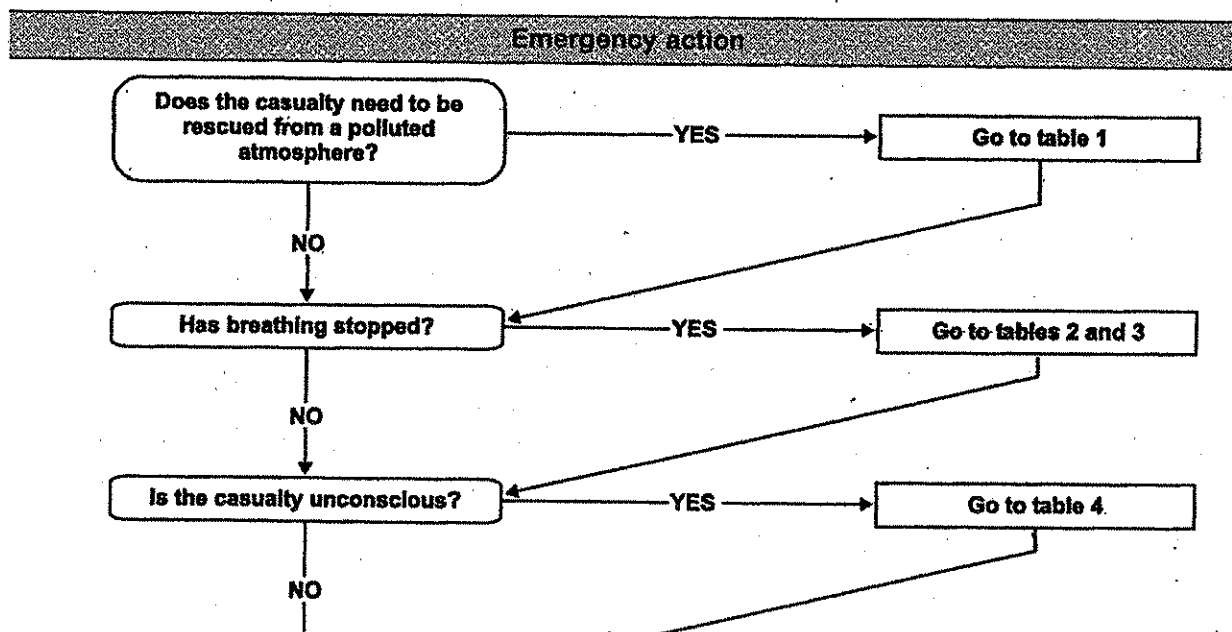 Emergency action
Does the casualty need to be
rescued from a polluted
atmosphere?
YES
Go to table 1
NO
Has breathing stopped?
YES
Go to tables 2 and 3
NO
Is the casualty unconscious?
YES
Go to table 4
NO